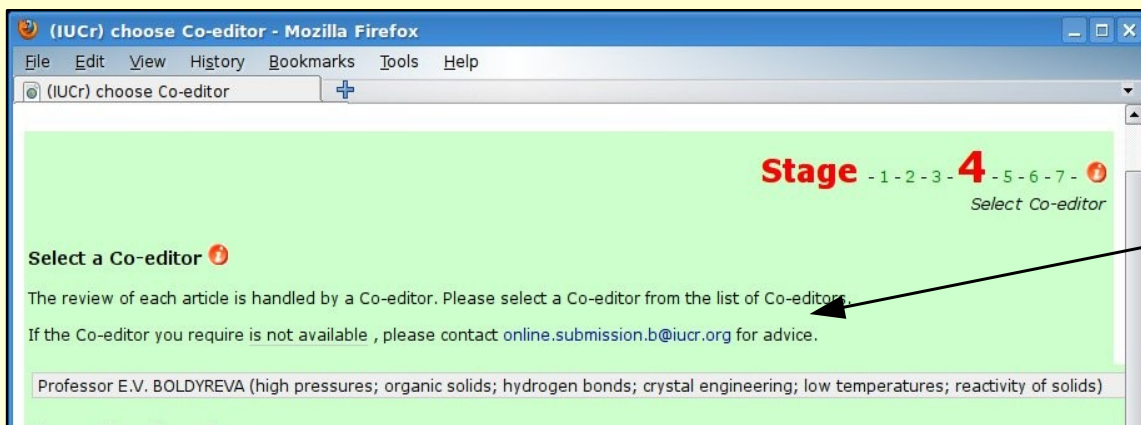 (IUCr) choose Co-editor - Mozilla Firefox
File Edit View History Bookmarks Tools Help
(IUCr) choose Co-editor
Stage - 1 - 2 - 3 - 4 - 5 - 6 - 7 -
Select Co-editor
Select a Co-editor
The review of each article is handled by a Co-editor. Please select a Co-editor from the list of Co-editors.
If the Co-editor you require is not available , please contact online.submission.b@iucr.org for advice.
Professor E.V. BOLDYREVA (high pressures; organic solids; hydrogen bonds; crystal engineering; low temperatures; reactivity of solids)